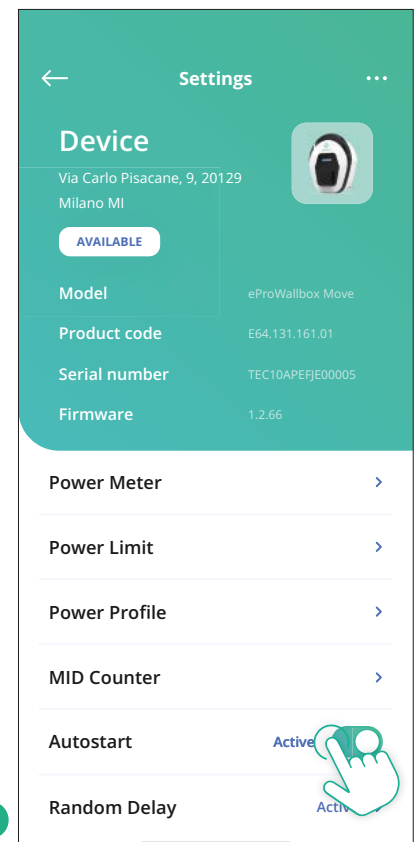 Settings
Device
Via Carlo Pisacane, 9, 20129
Milano MI
AVAILABLE
Model eProWallbox Move
Product code E64.131.161.01
Serial number TEC10APEFJE00005
Firmware 1.2.66
Power Meter
Power Limit
Power Profile
MID Counter
Autostart Active
Random Delay